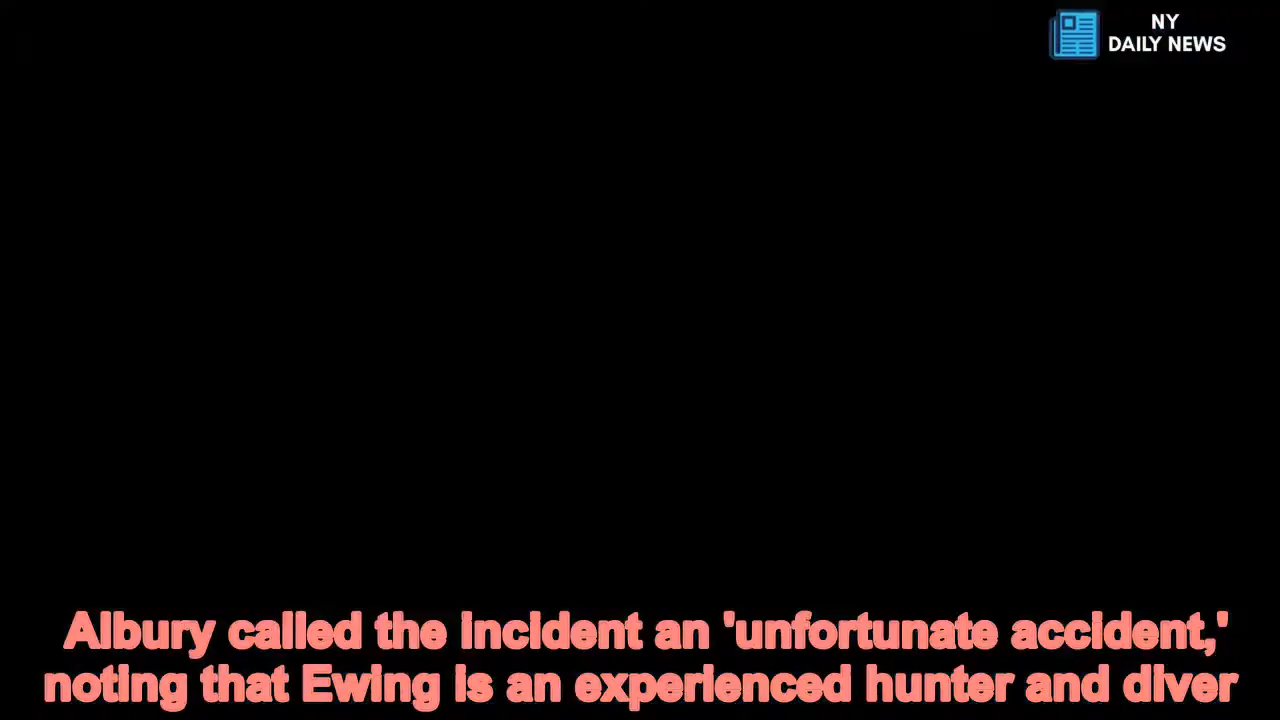 NY
DAILY NEWS
Albury called the incident an 'unfortunate accident,'
noting that Ewing is an experienced hunter and diver